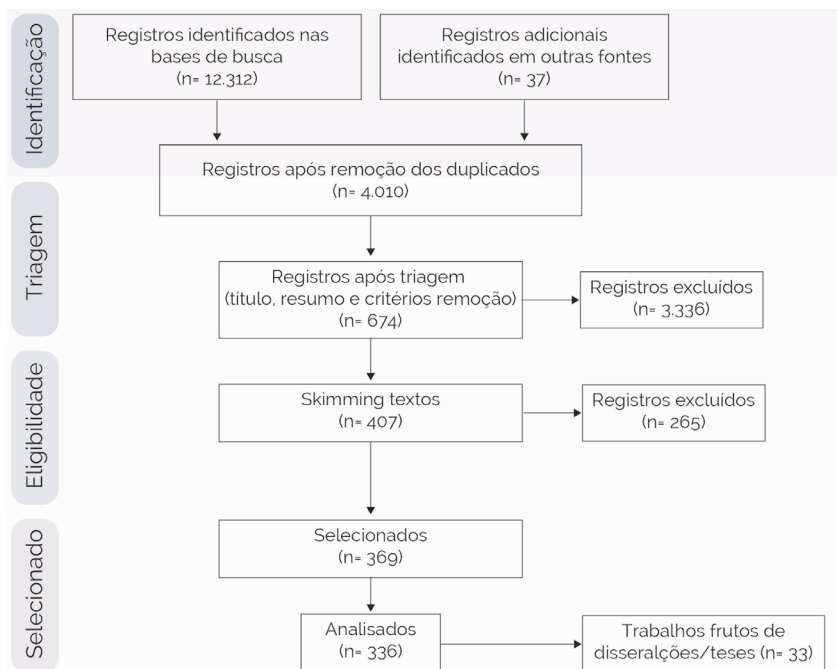 Identificação
Registros identificados nas
bases de busca
(n= 12.312)
Registros adicionais
identificados em outras fontes
(n= 37)
Registros após remoção dos duplicados
(n= 4.010)
Triagem
Registros após triagem
(título, resumo e critérios remoção)
(n= 674)
Registros excluídos
(n= 3.336)
Eligibilidade
Skimming textos
(n= 407)
Registros excluídos
(n= 265)
Selecionado
Selecionados
(n= 369)
Analisados
(n= 336)
Trabalhos frutos de
disseralções/teses (n= 33)